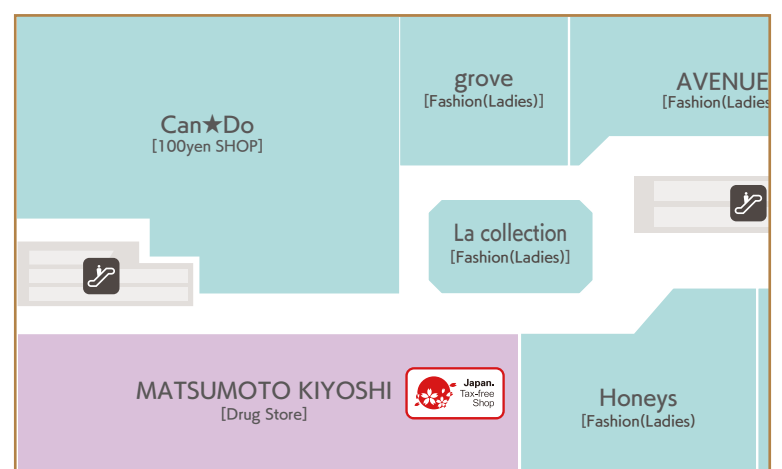 grove
[Fashion(Ladies)]
AVENUE
[Fashion(Ladies
Can★Do
[100yen SHOP]
La collection
[Fashion(Ladies)]
MATSUMOTO KIYOSHI
[Drug Store]
Japan.
Tax-free
Shop
Honeys
[Fashion(Ladies)